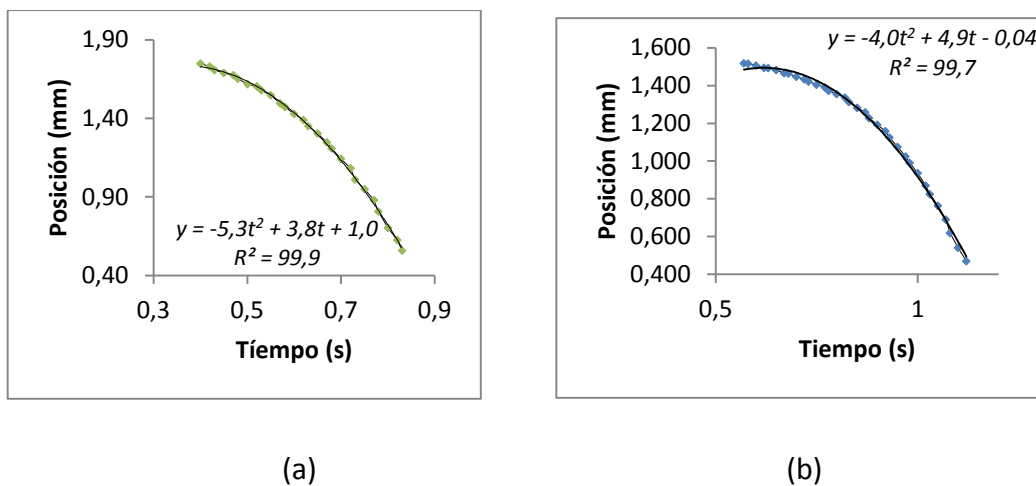 1,90
1,40
0,90
0,40
Posición (mm)
y = -5,3t² + 3,8t + 1,0
R² = 99,9
0,3 0,5 0,7 0,9
Tíempo (s)
y = -4,0t² + 4,9t - 0,04
R² = 99,7
1,600
1,400
1,200
1,000
0,800
0,600
0,400
Posición (mm)
0,5 1
Tiempo (s)
(a) (b)